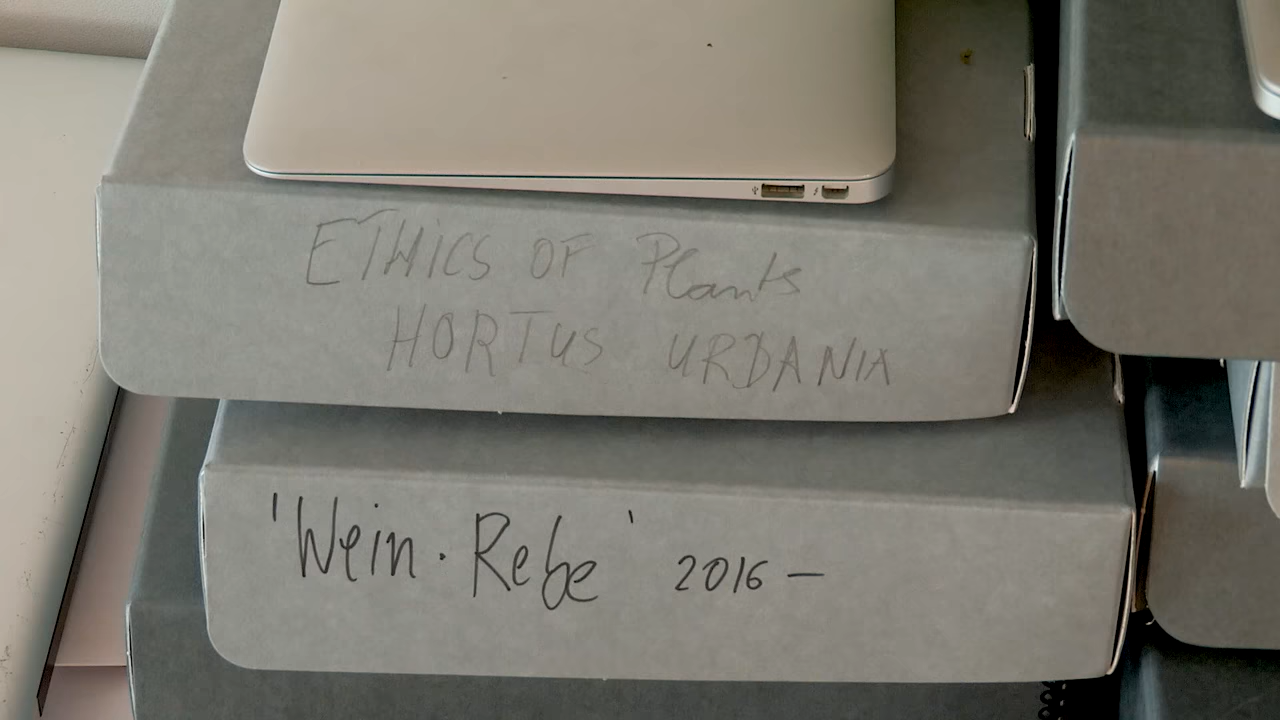 ETHICS OF Plants
HORTUS URBANIA
'Wein · Rebe' 2016 –